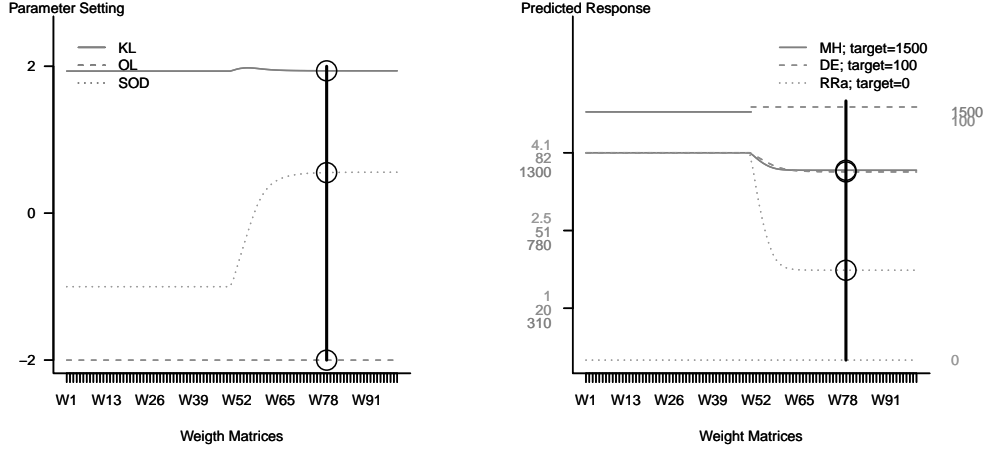 Parameter Setting
KL
OL
SOD
2
0
−2
W1 W13 W26 W39 W52 W65 W78 W91
Weigth Matrices
Predicted Response
MH; target=1500
DE; target=100
RRa; target=0
4.1
82
1300
2.5
51
780
1
20
310
1500
100
0
W1 W13 W26 W39 W52 W65 W78 W91
Weight Matrices